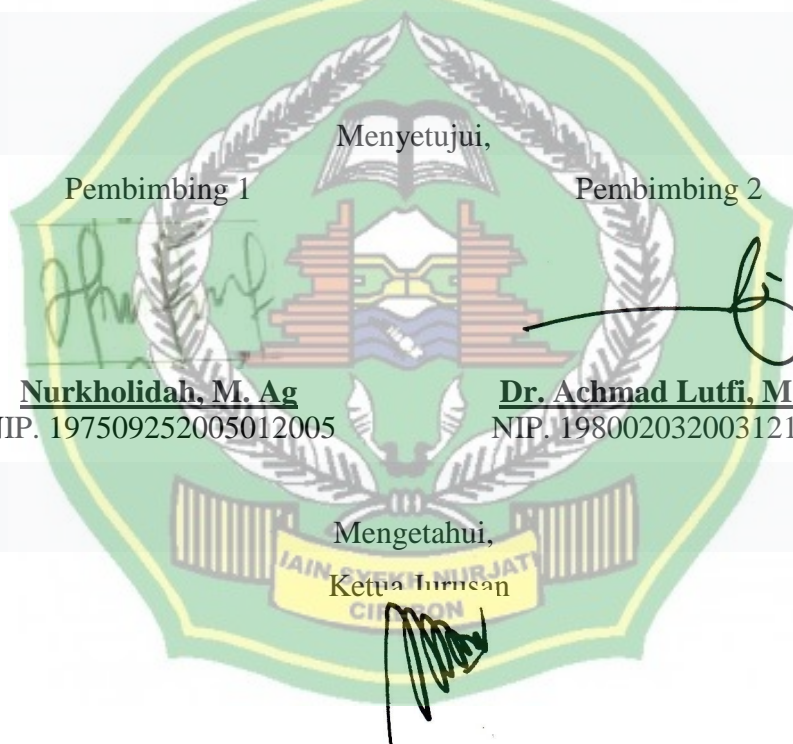 Menyetujui,
Pembimbing 1 Pembimbing 2
Nurkholidah, M. Ag Dr. Achmad Lutfi, M
NIP. 197509252005012005 NIP. 198002032003121
Mengetahui,
IAIN SYEKH NURJATI
Ketua Jurusan
CIREBON